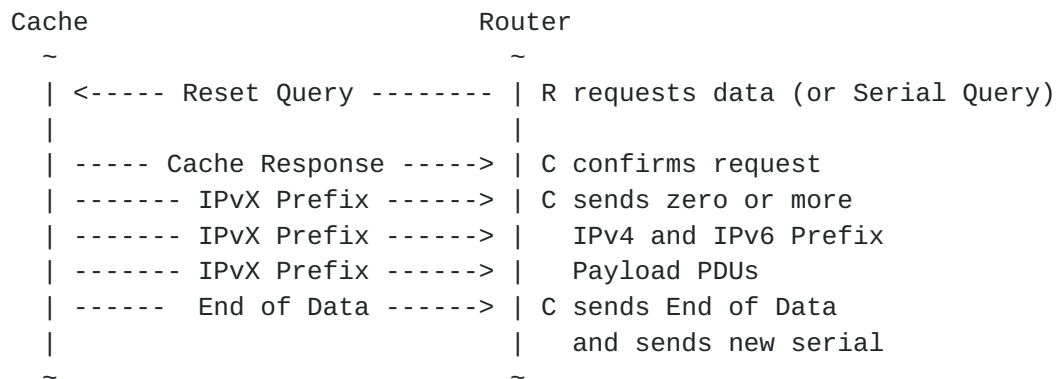 Cache                         Router
  ~                             ~
  | <----- Reset Query -------- | R requests data (or Serial Query)
  |                             |
  | ----- Cache Response -----> | C confirms request
  | ------- IPvX Prefix ------> | C sends zero or more
  | ------- IPvX Prefix ------> |   IPv4 and IPv6 Prefix
  | ------- IPvX Prefix ------> |   Payload PDUs
  | ------  End of Data ------> | C sends End of Data
  |                             |   and sends new serial
  ~                             ~